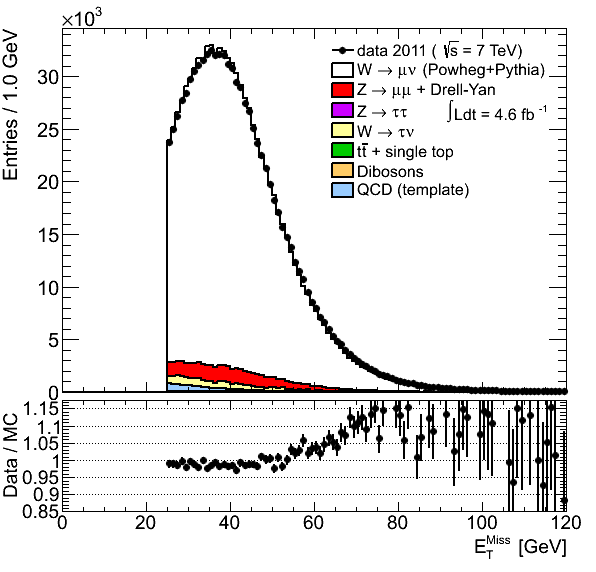 ×10³
Entries / 1.0 GeV
30
25
20
15
10
5
0
data 2011 ( √s = 7 TeV)
W → μν (Powheg+Pythia)
Z → μμ + Drell-Yan
Z → ττ
∫Ldt = 4.6 fb⁻¹
W → τν
tt̅ + single top
Dibosons
QCD (template)
Data / MC
1.15
1.1
1.05
1
0.95
0.9
0.85
0 20 40 60 80 100 120
E_T^Miss [GeV]